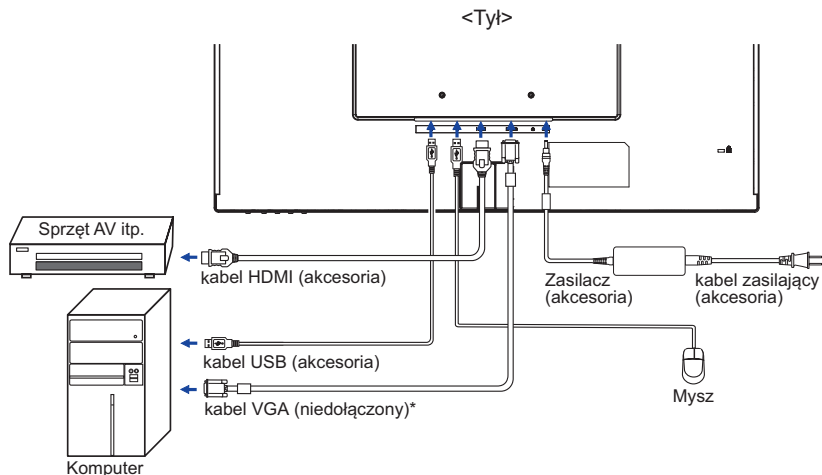 <Tył>
Sprzęt AV itp.
kabel HDMI (akcesoria)
Zasilacz
(akcesoria)
kabel zasilający
(akcesoria)
kabel USB (akcesoria)
kabel VGA (niedołączony)*
Mysz
Komputer